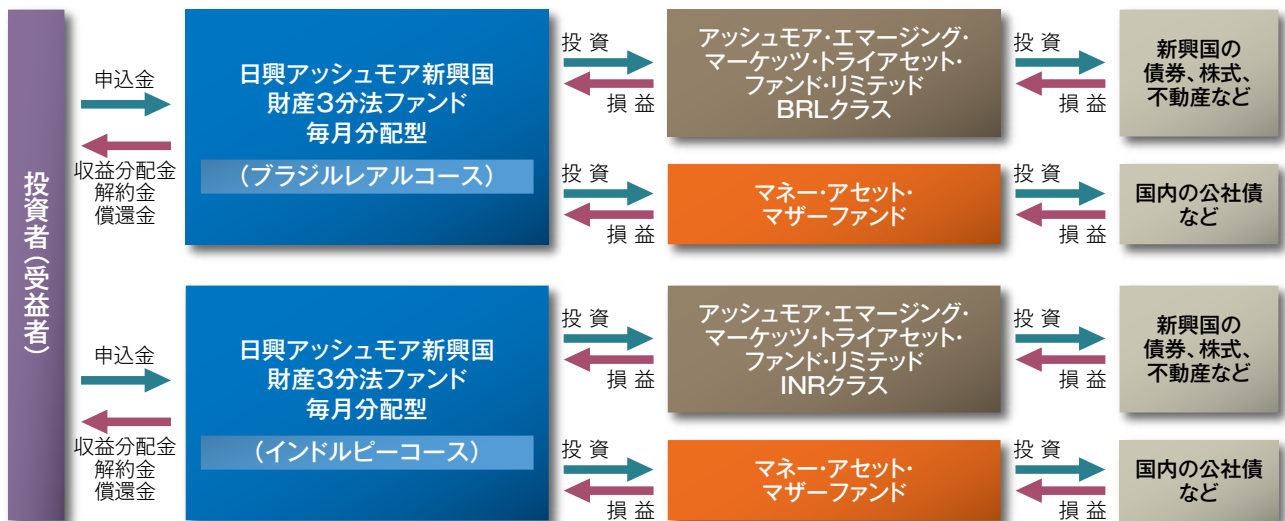 投資者（受益者）
申込金
収益分配金
解約金
償還金
日興アッシュモア新興国
財産3分法ファンド
毎月分配型
（ブラジルレアルコース）
投資
損益
アッシュモア・エマージング・
マーケッツ・トライアセット・
ファンド・リミテッド
BRLクラス
投資
損益
新興国の
債券、株式、
不動産など
投資
損益
マネー・アセット・
マザーファンド
投資
損益
国内の公社債
など
申込金
収益分配金
解約金
償還金
日興アッシュモア新興国
財産3分法ファンド
毎月分配型
（インドルピーコース）
投資
損益
アッシュモア・エマージング・
マーケッツ・トライアセット・
ファンド・リミテッド
INRクラス
投資
損益
新興国の
債券、株式、
不動産など
投資
損益
マネー・アセット・
マザーファンド
投資
損益
国内の公社債
など